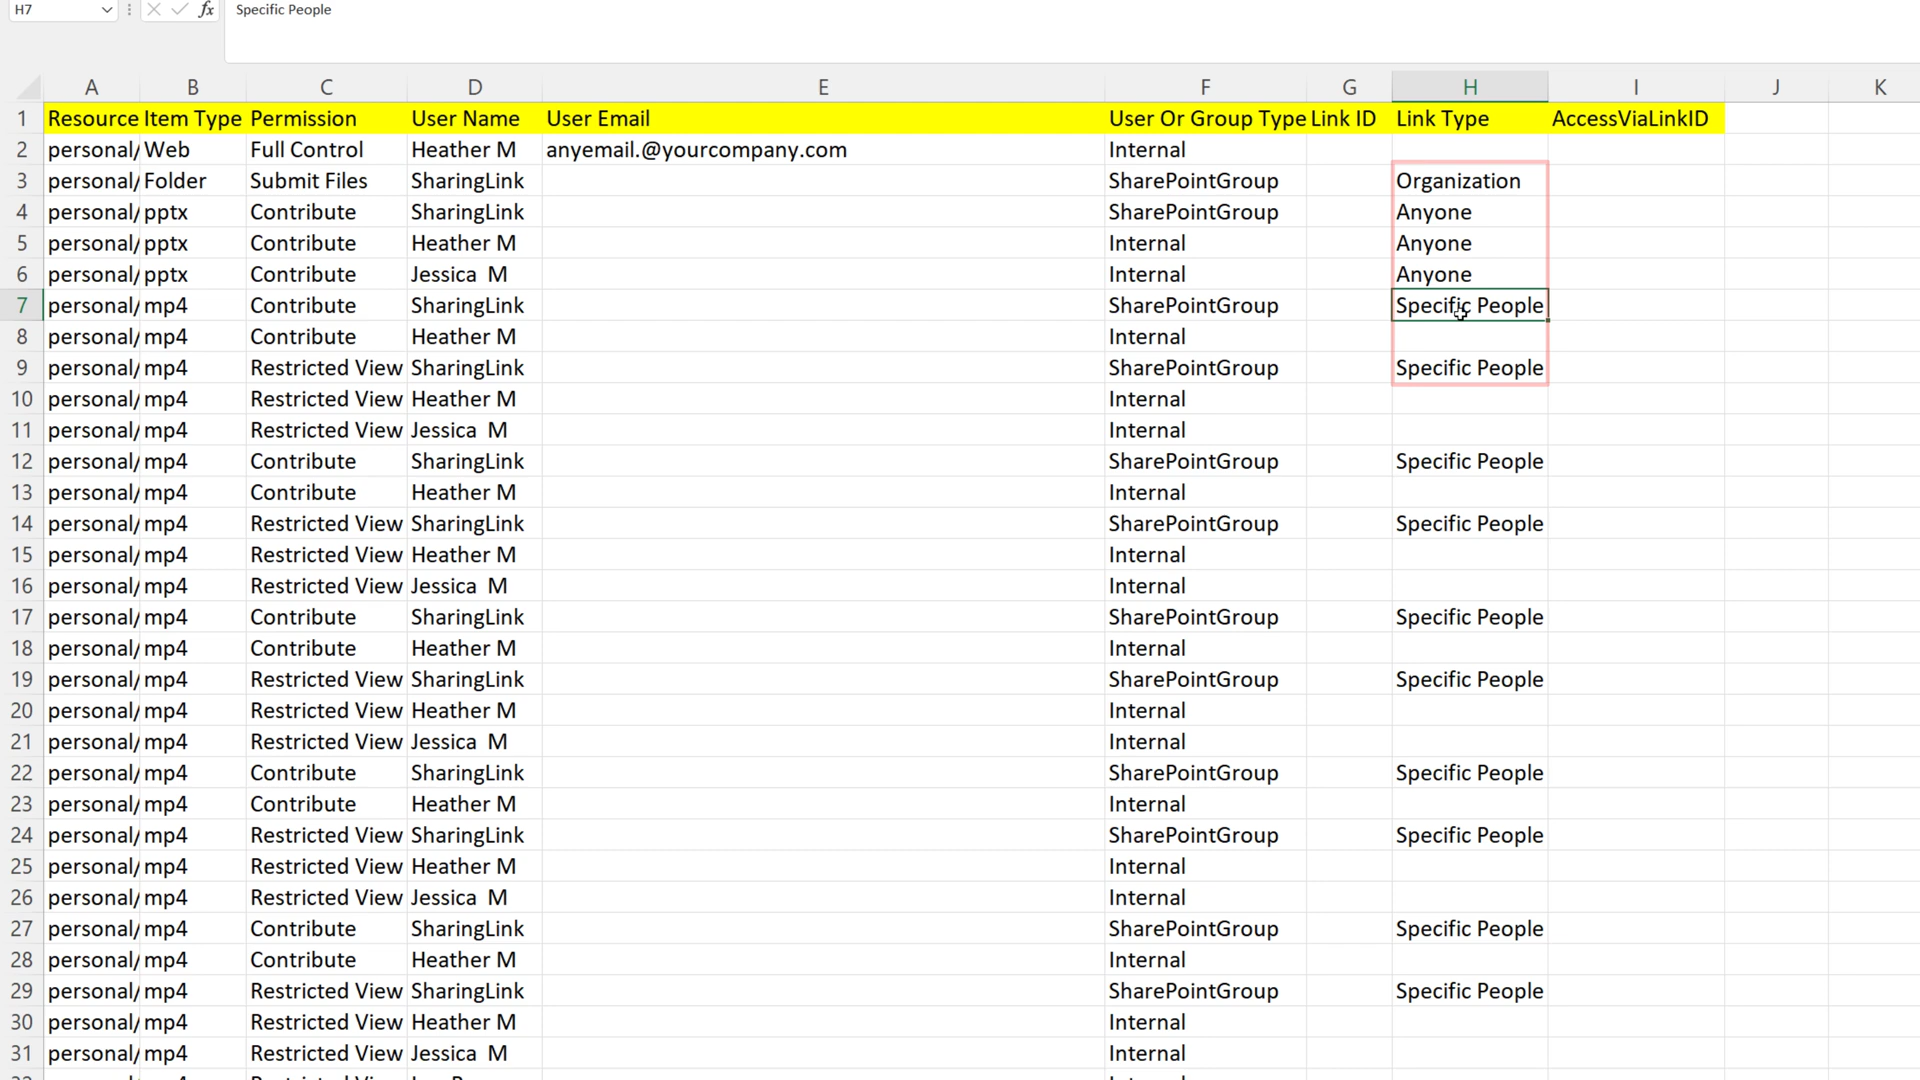 H7 fx Specific People
A B C D E F G H I J K
1 Resource Item Type Permission User Name User Email User Or Group Type Link ID Link Type AccessViaLinkID
2 personal/ Web Full Control Heather M anyemail.@yourcompany.com Internal
3 personal/ Folder Submit Files SharingLink SharePointGroup Organization
4 personal/ pptx Contribute SharingLink SharePointGroup Anyone
5 personal/ pptx Contribute Heather M Internal Anyone
6 personal/ pptx Contribute Jessica M Internal Anyone
7 personal/ mp4 Contribute SharingLink SharePointGroup Specific People
8 personal/ mp4 Contribute Heather M Internal
9 personal/ mp4 Restricted View SharingLink SharePointGroup Specific People
10 personal/ mp4 Restricted View Heather M Internal
11 personal/ mp4 Restricted View Jessica M Internal
12 personal/ mp4 Contribute SharingLink SharePointGroup Specific People
13 personal/ mp4 Contribute Heather M Internal
14 personal/ mp4 Restricted View SharingLink SharePointGroup Specific People
15 personal/ mp4 Restricted View Heather M Internal
16 personal/ mp4 Restricted View Jessica M Internal
17 personal/ mp4 Contribute SharingLink SharePointGroup Specific People
18 personal/ mp4 Contribute Heather M Internal
19 personal/ mp4 Restricted View SharingLink SharePointGroup Specific People
20 personal/ mp4 Restricted View Heather M Internal
21 personal/ mp4 Restricted View Jessica M Internal
22 personal/ mp4 Contribute SharingLink SharePointGroup Specific People
23 personal/ mp4 Contribute Heather M Internal
24 personal/ mp4 Restricted View SharingLink SharePointGroup Specific People
25 personal/ mp4 Restricted View Heather M Internal
26 personal/ mp4 Restricted View Jessica M Internal
27 personal/ mp4 Contribute SharingLink SharePointGroup Specific People
28 personal/ mp4 Contribute Heather M Internal
29 personal/ mp4 Restricted View SharingLink SharePointGroup Specific People
30 personal/ mp4 Restricted View Heather M Internal
31 personal/ mp4 Restricted View Jessica M Internal